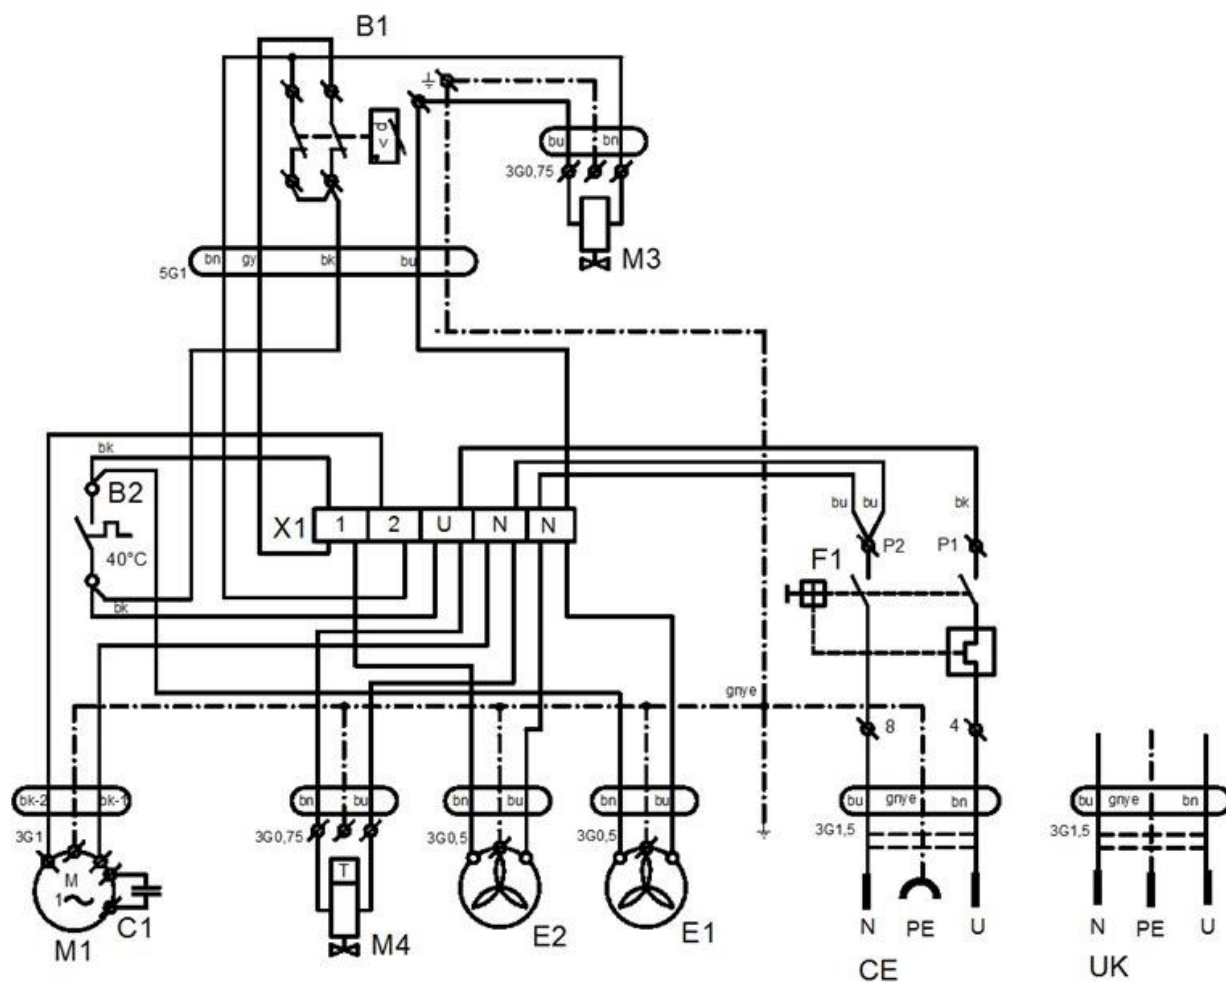 B1
P >
bu bn
3G0,75
M3
bn gy bk bu
5G1
bk
B2
40°C
bk
X1 1 2 U N N
bu bu bk
P2 P1
F1
gnye
8 4
bk-2 bk-1
3G1
M
1
C1
M1
bn bu
3G0,75
T
M4
bn bu
3G0,5
E2
bn bu
3G0,5
E1
bu gnye bn
3G1,5
N PE U
CE
bu gnye bn
3G1,5
N PE U
UK